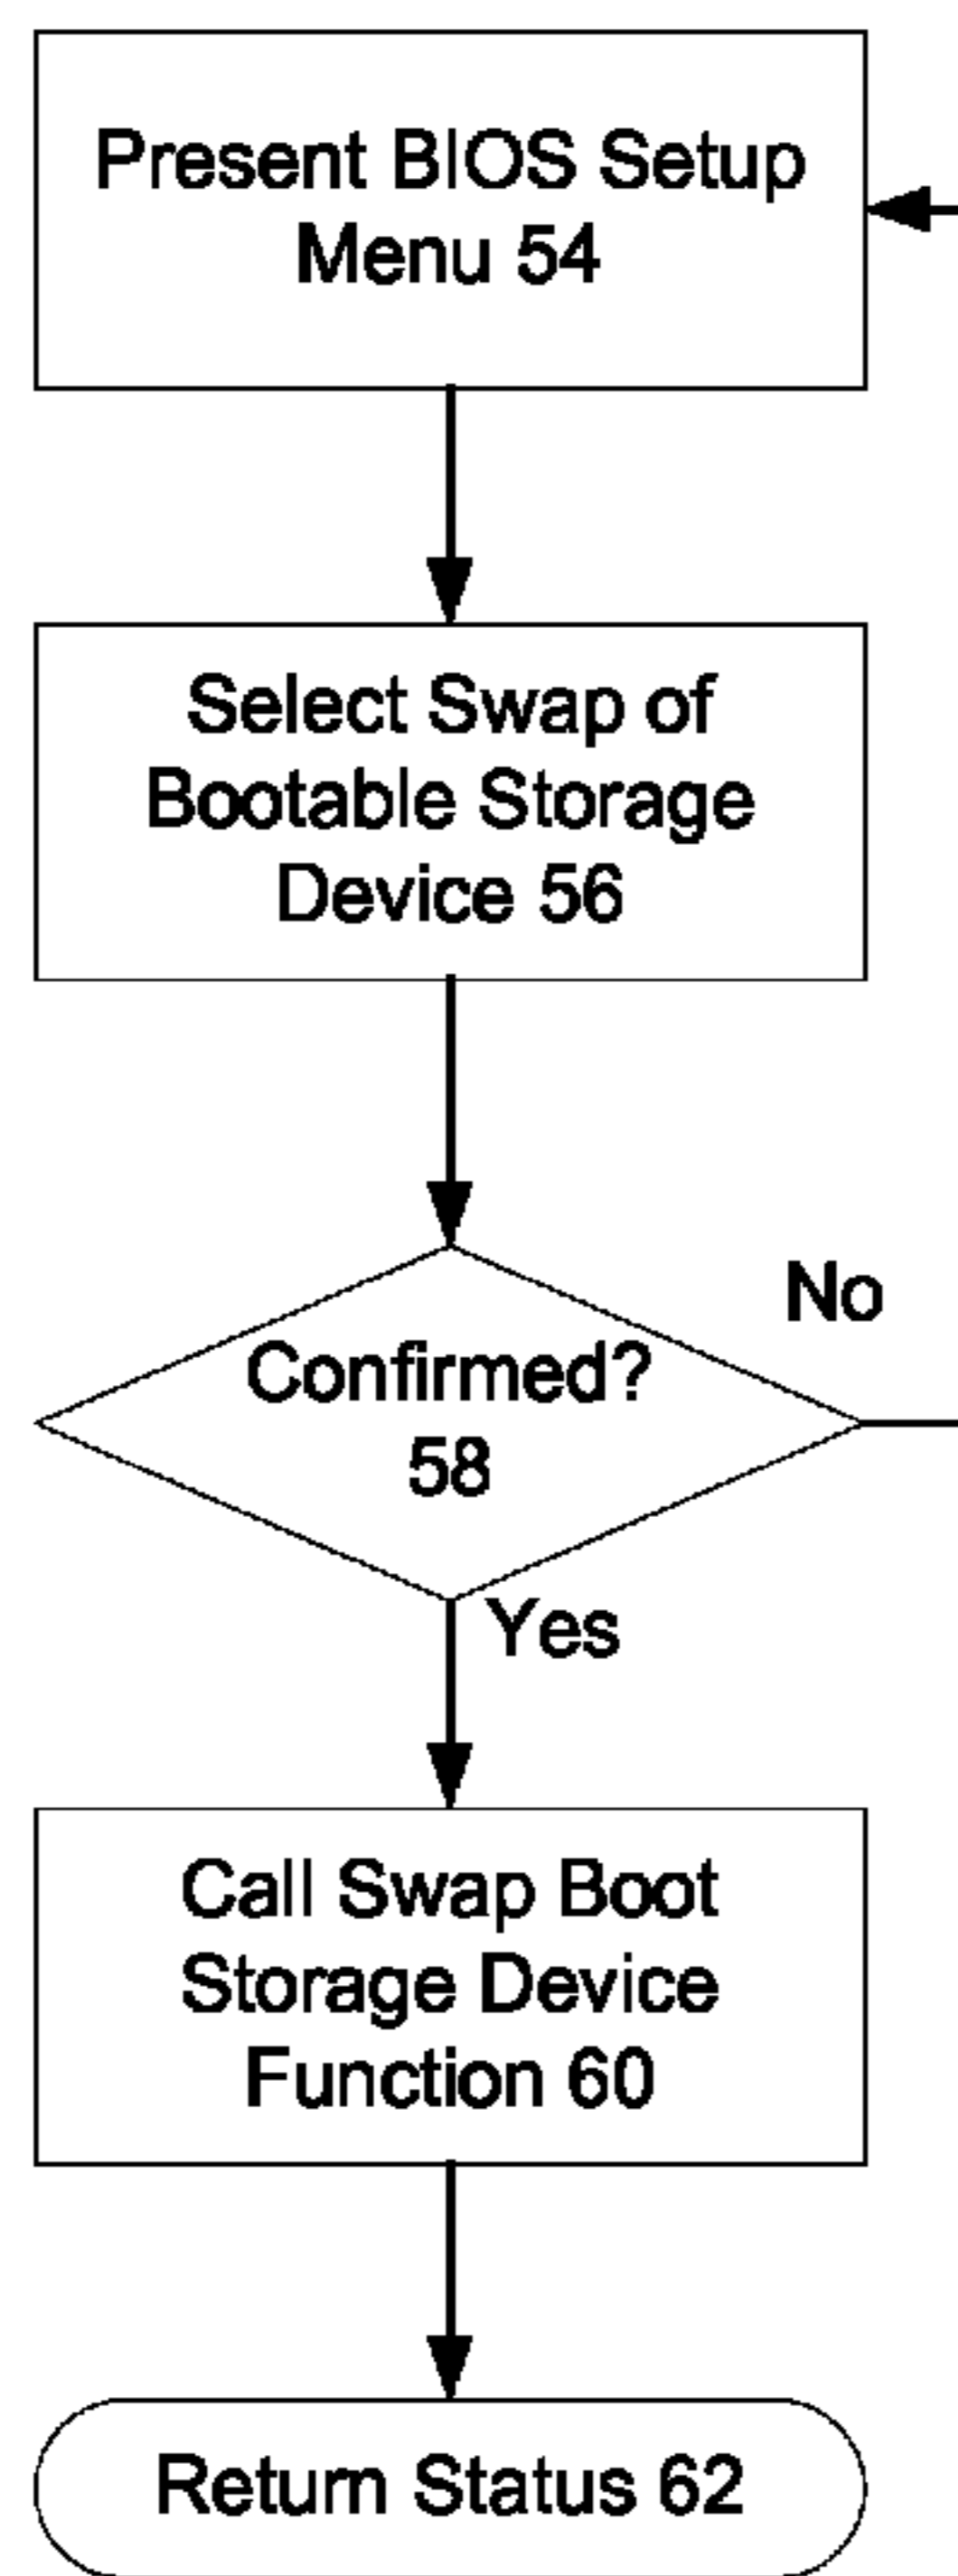 Present BIOS Setup
Menu 54
Select Swap of
Bootable Storage
Device 56
No
Confirmed?
58
Yes
Call Swap Boot
Storage Device
Function 60
Return Status 62